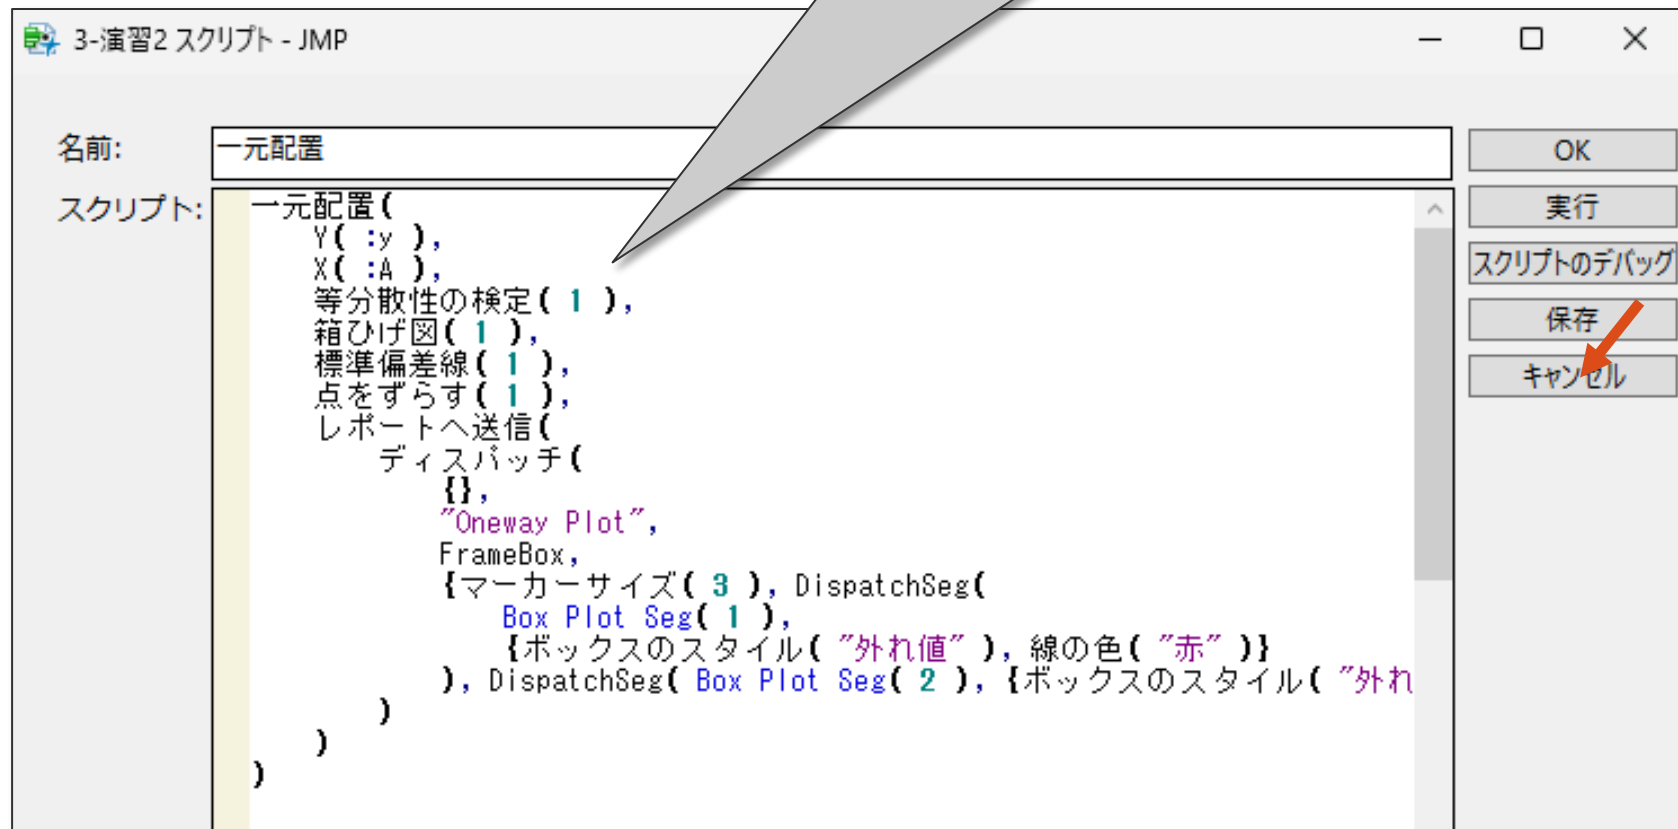 3-演習2 スクリプト - JMP
名前:
一元配置
OK
スクリプト:
実行
スクリプトのデバッグ
保存
キャンセル
一元配置(
Y( :y ),
X( :A ),
等分散性の検定( 1 ),
箱ひげ図( 1 ),
標準偏差線( 1 ),
点をずらす( 1 ),
レポートへ送信(
ディスパッチ(
{},
"Oneway Plot",
FrameBox,
{マーカーサイズ( 3 ), DispatchSeg(
Box Plot Seg( 1 ),
{ボックスのスタイル( "外れ値" ), 線の色( "赤" )}
), DispatchSeg( Box Plot Seg( 2 ), {ボックスのスタイル( "外れ
)
)
)